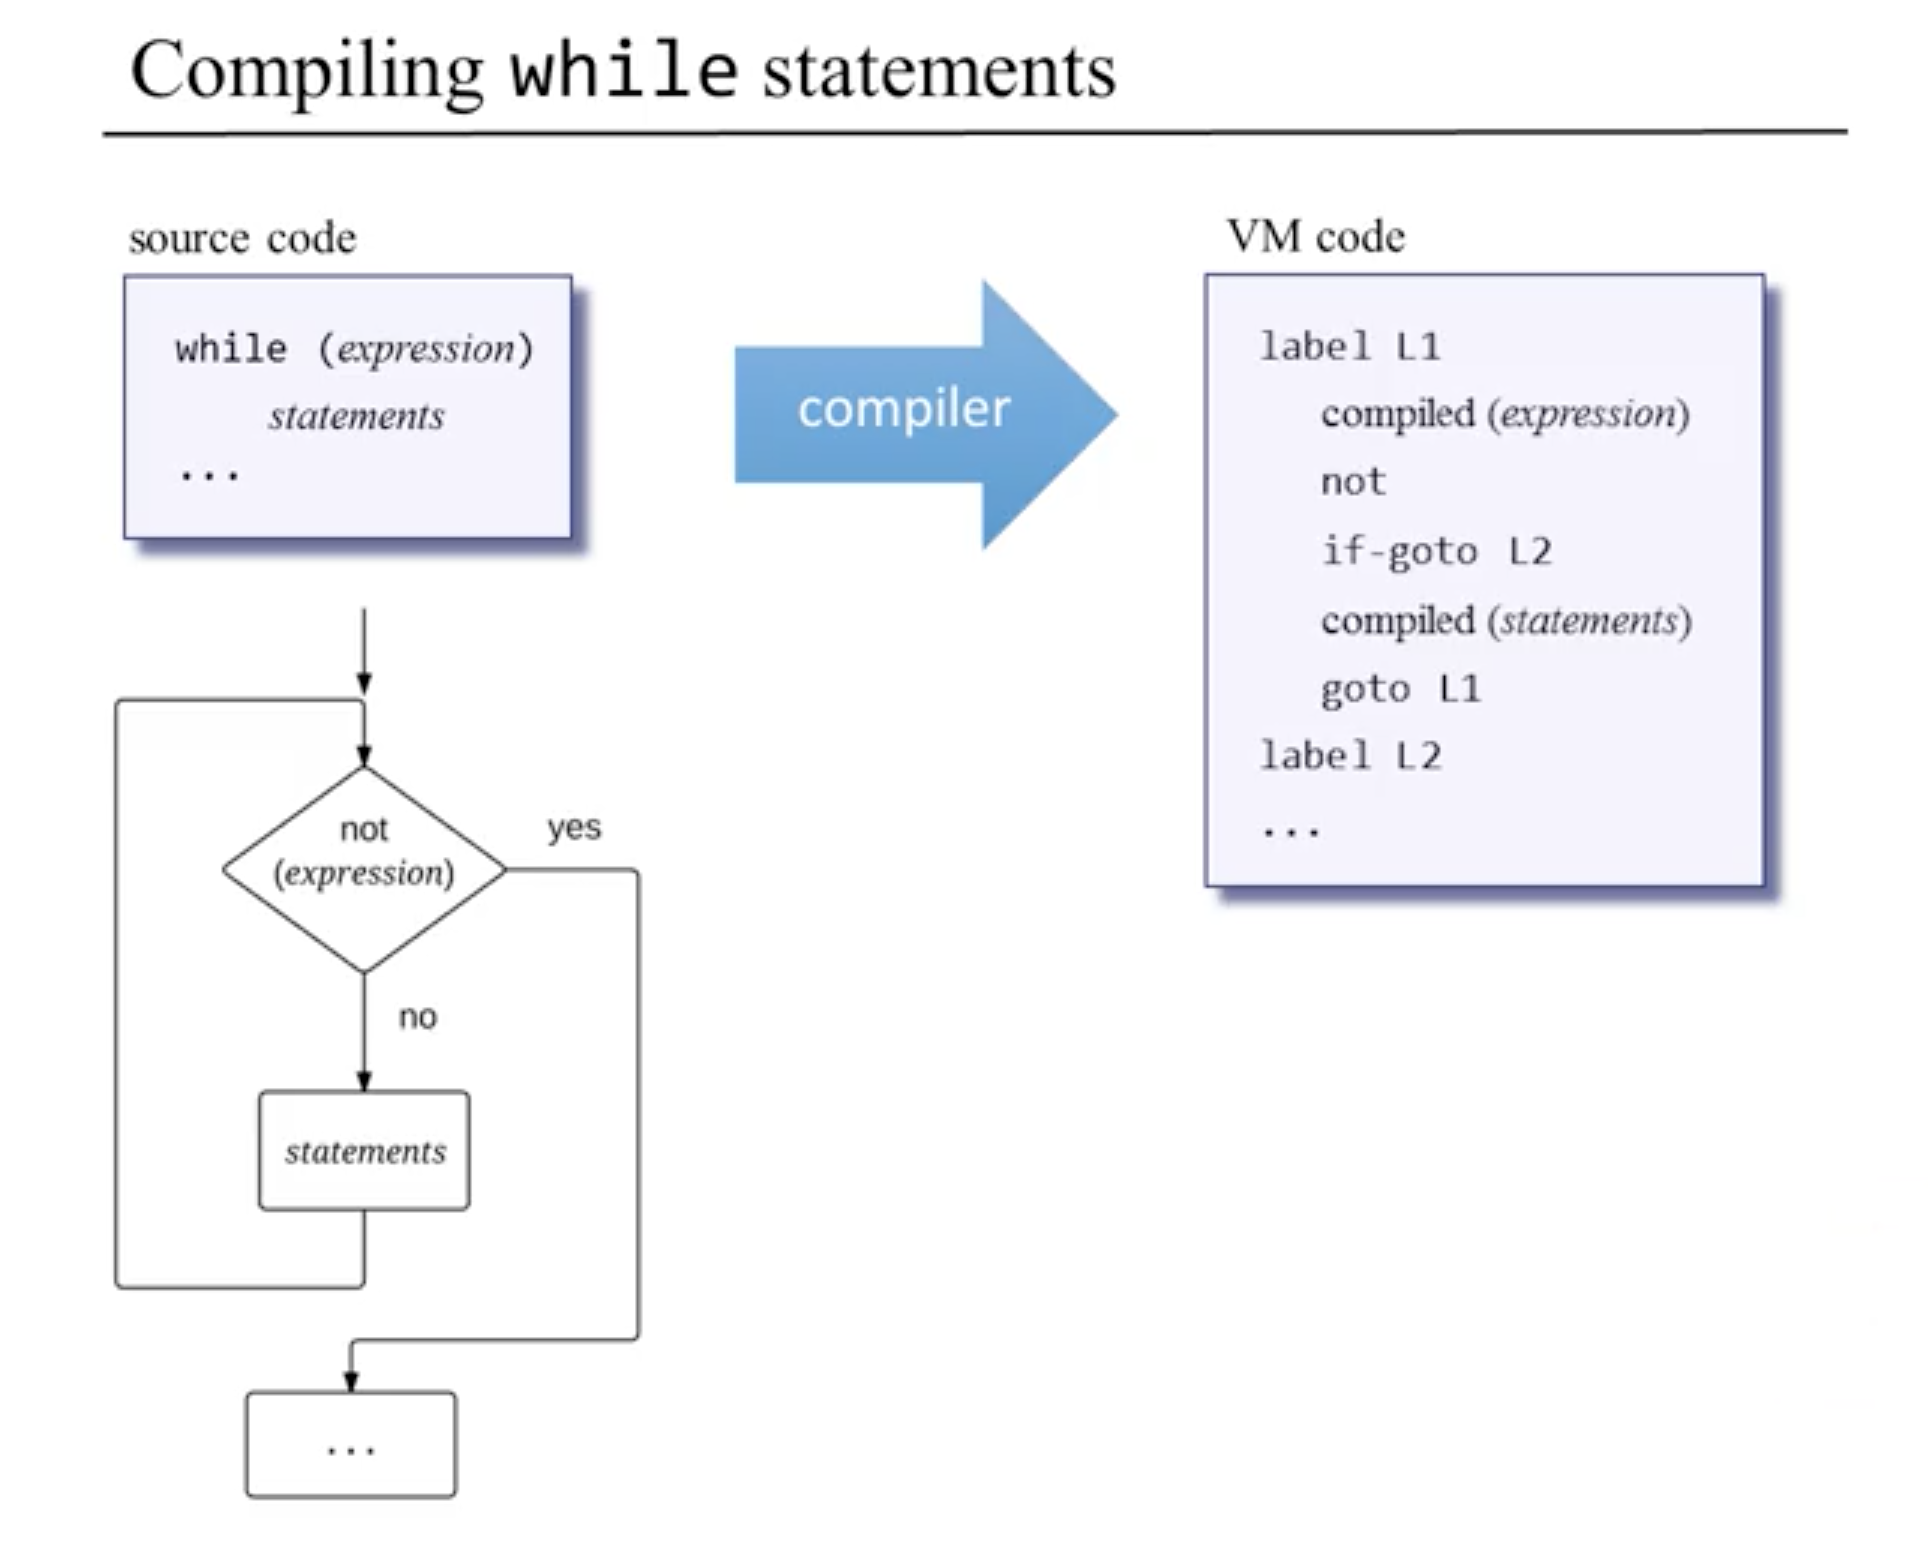 Compiling while statements
source code
while (expression)
statements
...
compiler
VM code
label L1
compiled (expression)
not
if-goto L2
compiled (statements)
goto L1
label L2
...
not
(expression)
yes
no
statements
...